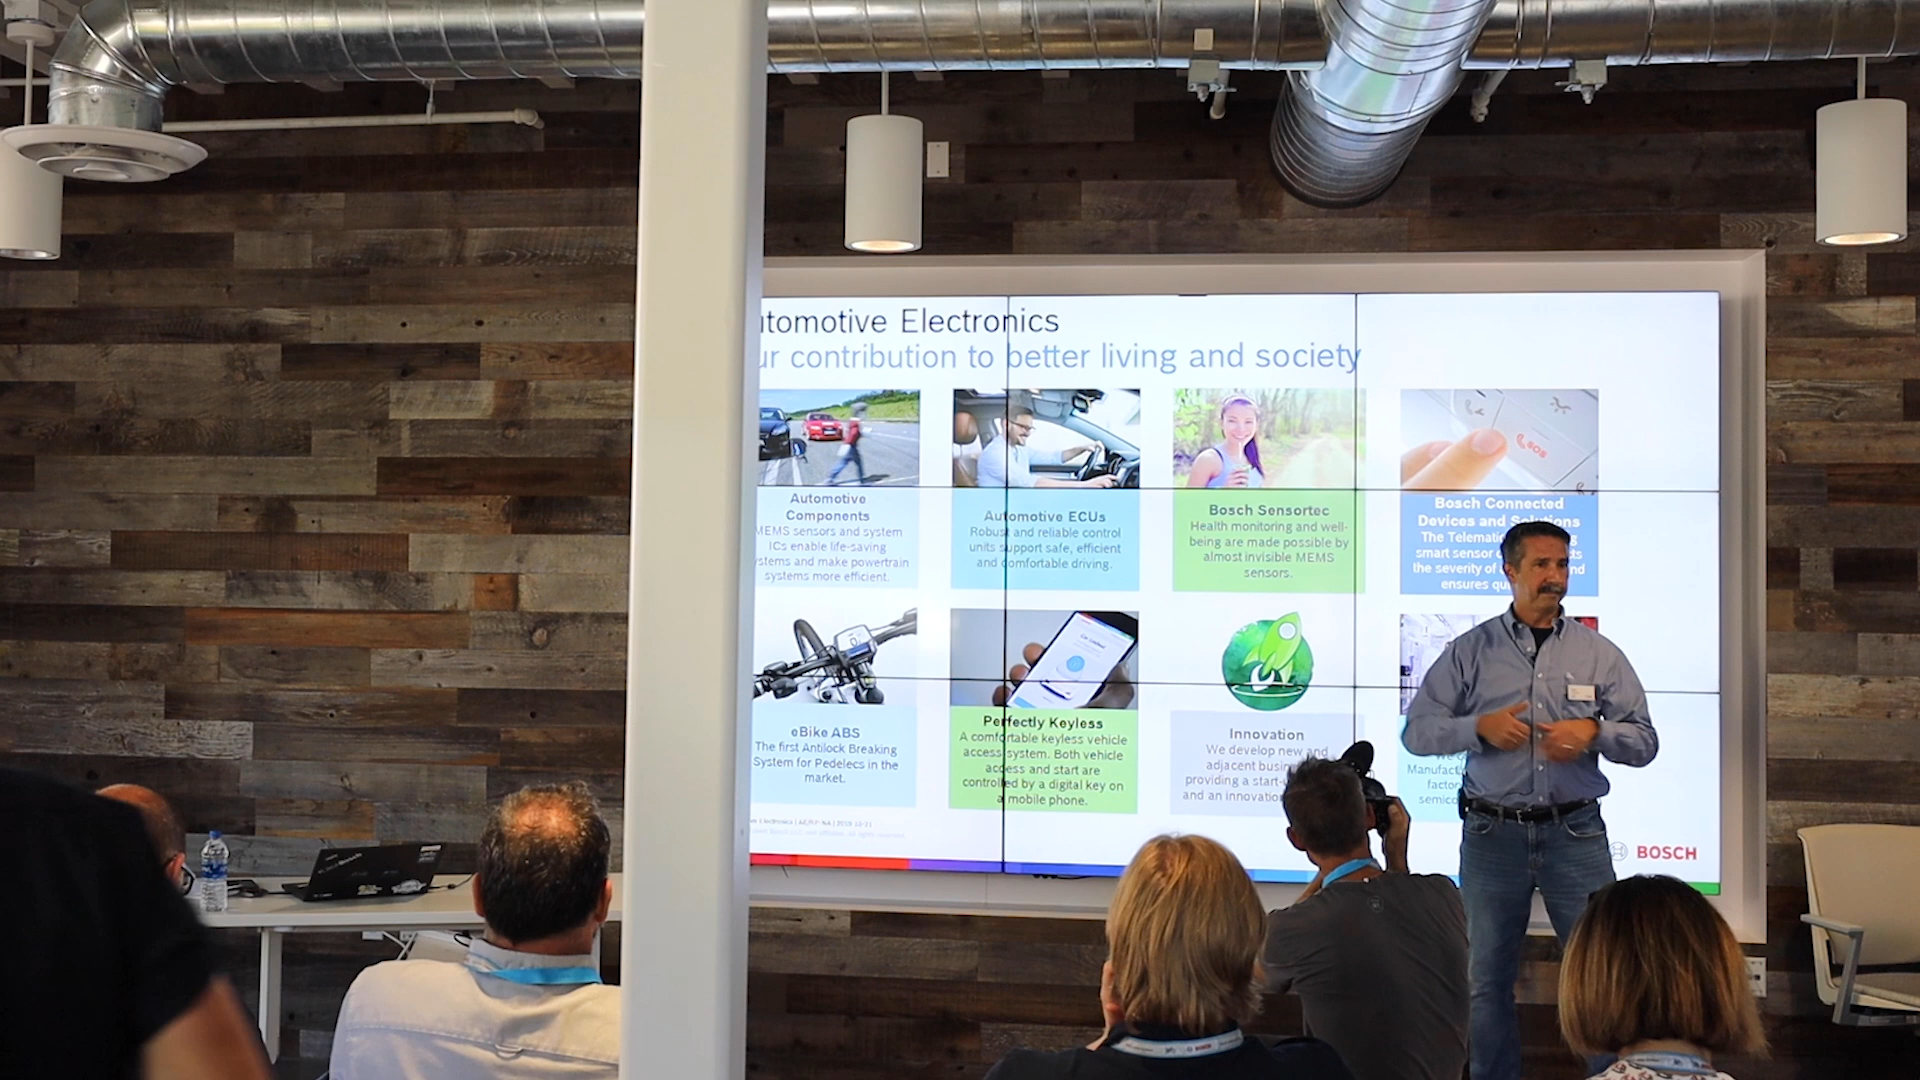 utomotive Electronics
ur contribution to better living and society
Automotive
Components
MEMS sensors and system
ICs enable life-saving
ystems and make powertrain
systems more efficient.
Automotive ECUs
Robust and reliable control
units support safe, efficient
and comfortable driving.
Bosch Sensortec
Health monitoring and well-
being are made possible by
almost invisible MEMS
sensors.
SOS
Bosch Connected
Devices and Solutions
The Telemati
smart sensor
the severity of
ensures qu
eBike ABS
The first Antilock Breaking
System for Pedelecs in the
market.
Perfectly Keyless
A comfortable keyless vehicle
access system. Both vehicle
access and start are
controlled by a digital key on
a mobile phone.
Innovation
We develop new and
adjacent busin
providing a start-
and an innovation
We
Manufact
factor
semico
BOSCH